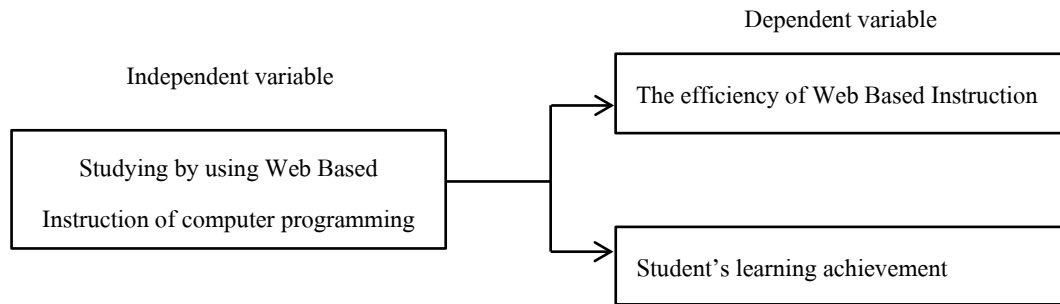 Dependent variable
Independent variable
The efficiency of Web Based Instruction
Studying by using Web Based
Instruction of computer programming
Student’s learning achievement